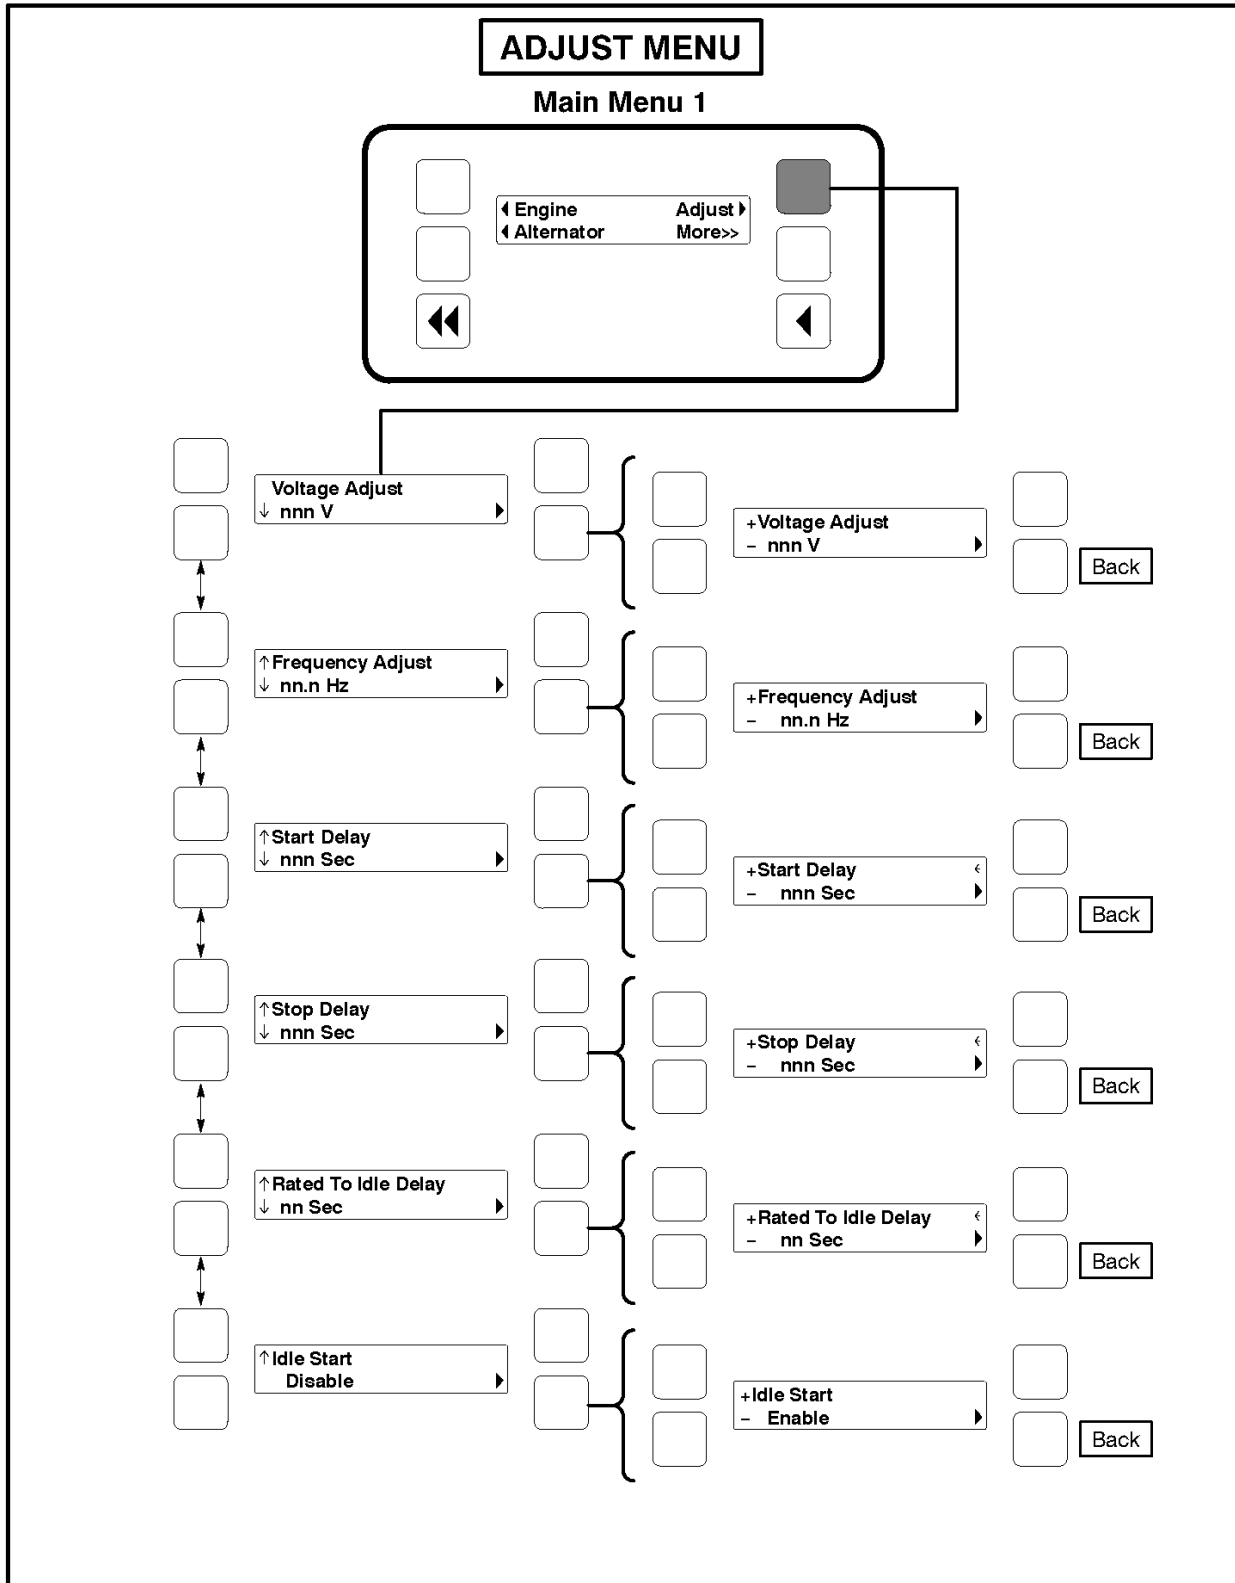 ADJUST MENU
Main Menu 1
Engine Adjust
Alternator More>>
Voltage Adjust
↓ nnn V
+Voltage Adjust
– nnn V
Back
↑Frequency Adjust
↓ nn.n Hz
+Frequency Adjust
– nn.n Hz
Back
↑Start Delay
↓ nnn Sec
+Start Delay ←
– nnn Sec
Back
↑Stop Delay
↓ nnn Sec
+Stop Delay ←
– nnn Sec
Back
↑Rated To Idle Delay
↓ nn Sec
+Rated To Idle Delay ←
– nn Sec
Back
↑Idle Start
Disable
+Idle Start
– Enable
Back